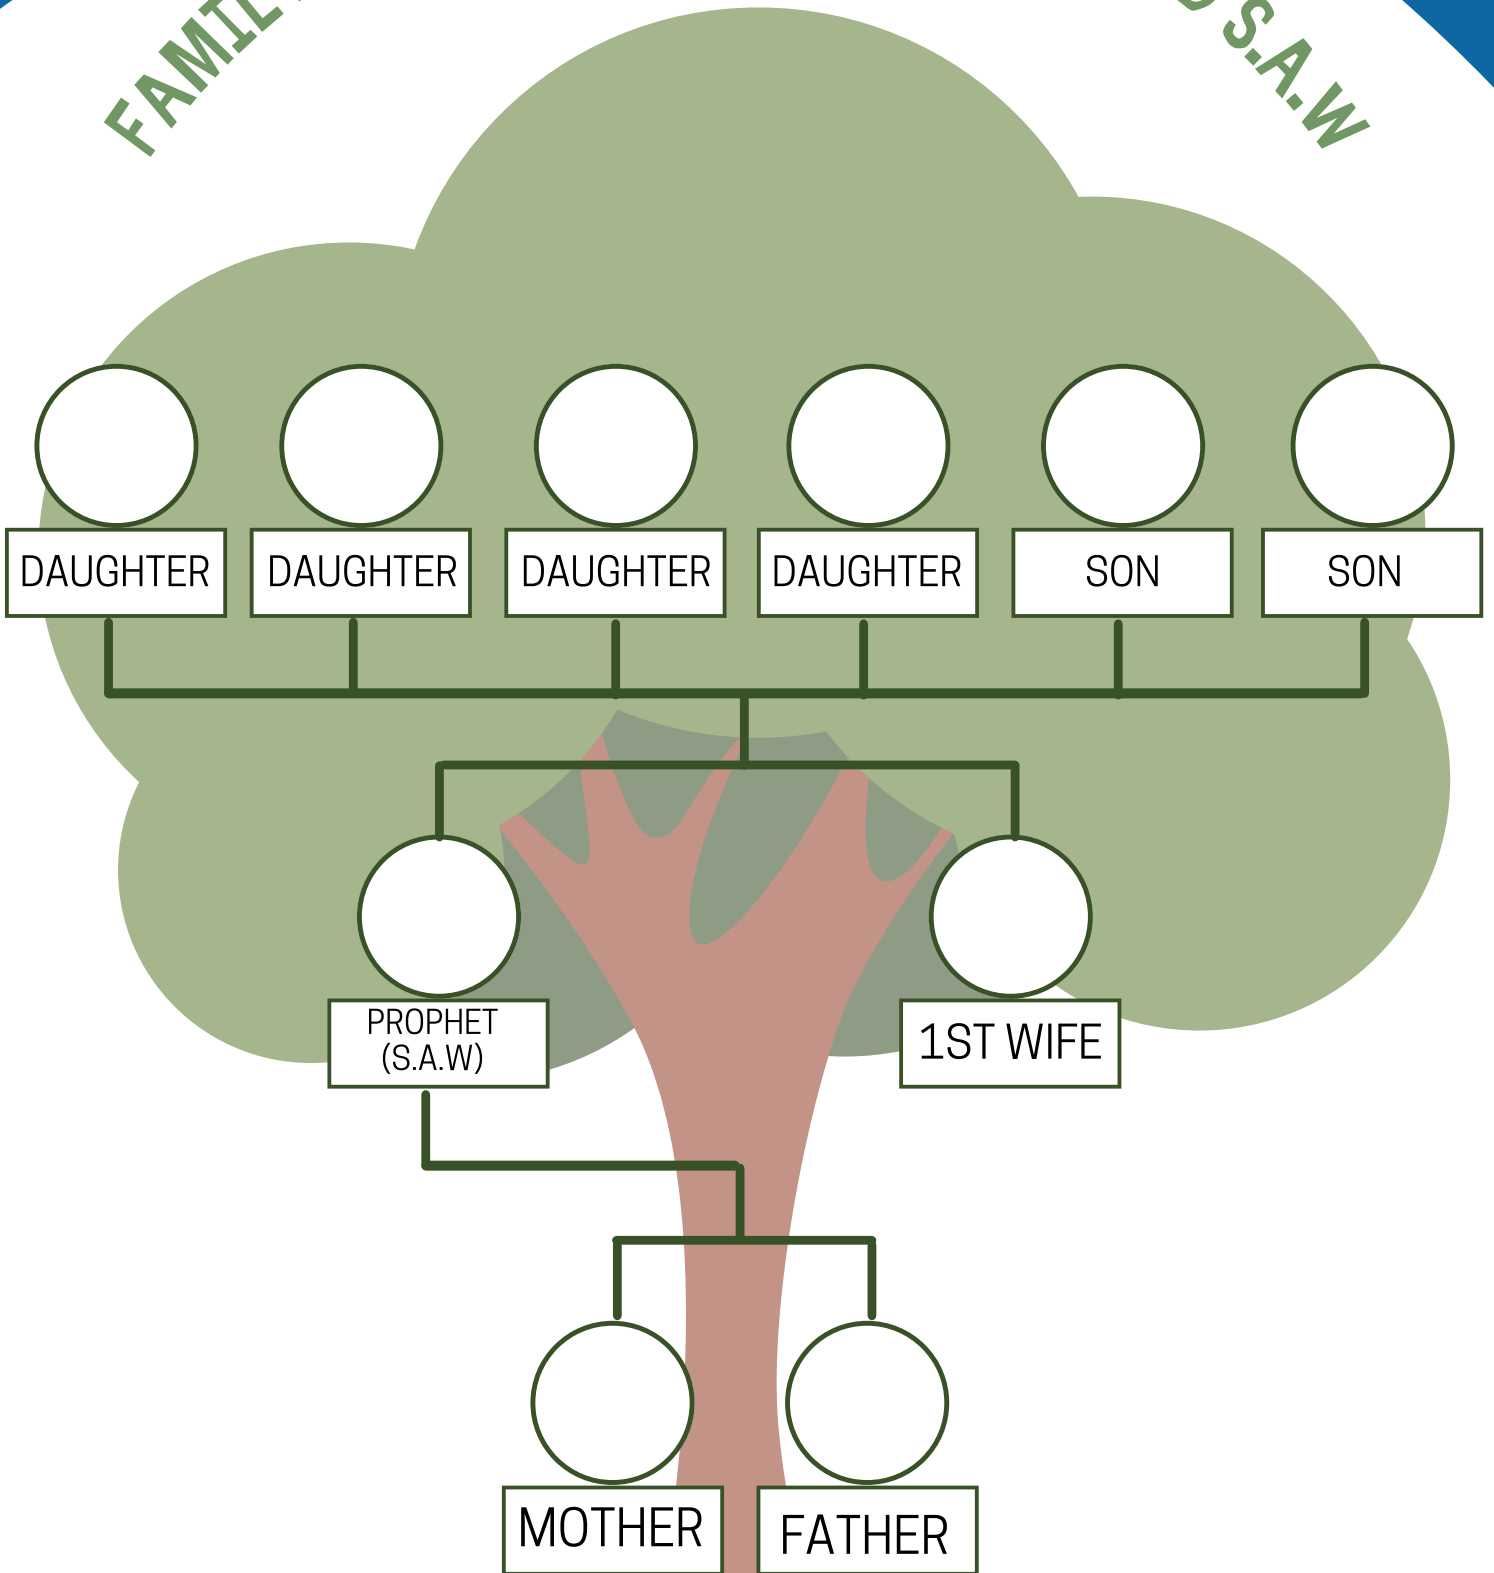 FAMIL
D S.A.W
DAUGHTER
DAUGHTER
DAUGHTER
DAUGHTER
SON
SON
PROPHET
(S.A.W)
1ST WIFE
MOTHER
FATHER